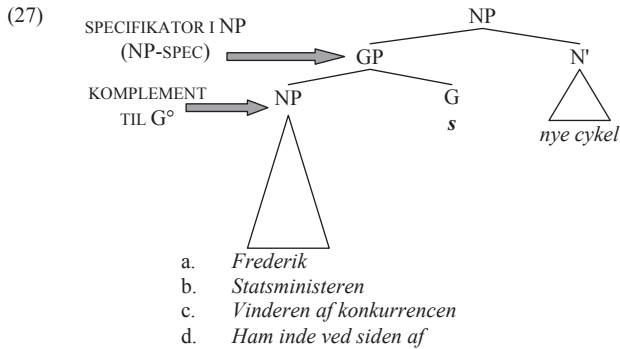 (27)
SPECIFIKATOR I NP
(NP-SPEC)
NP
GP
N'
KOMPLEMENT
TIL G°
NP
G
s
nye cykel
a. Frederik
b. Statsministeren
c. Vinderen af konkurrencen
d. Ham inde ved siden af